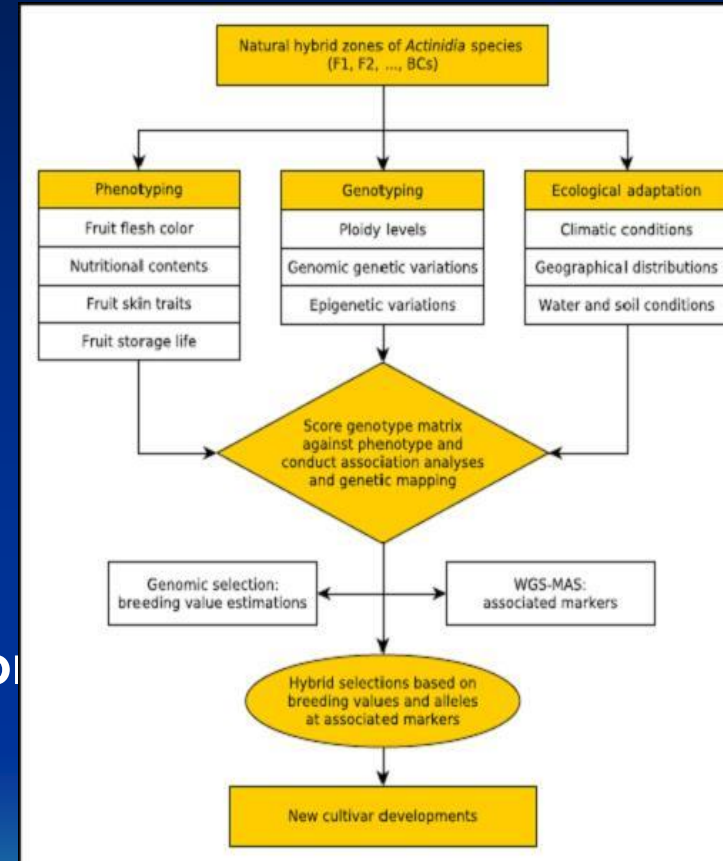 Natural hybrid zones of Actinidia species
(F1, F2, ..., BCs)
Phenotyping
Fruit flesh color
Nutritional contents
Fruit skin traits
Fruit storage life
Genotyping
Ploidy levels
Genomic genetic variations
Epigenetic variations
Ecological adaptation
Climatic conditions
Geographical distributions
Water and soil conditions
Score genotype matrix
against phenotype and
conduct association analyses
and genetic mapping
Genomic selection:
breeding value estimations
WGS-MAS:
associated markers
Hybrid selections based on
breeding values and alleles
at associated markers
New cultivar developments